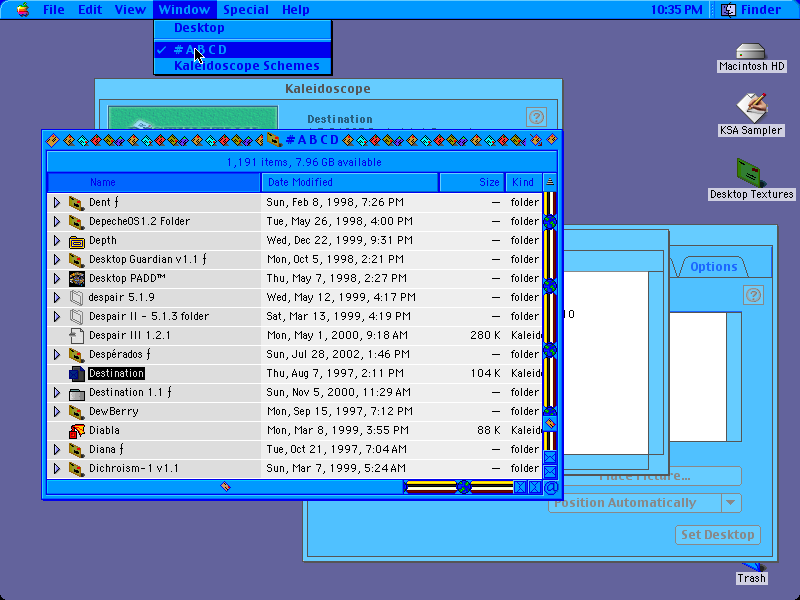 File Edit View Window Special Help 10:35 PM Finder
Desktop
✓ #ABCD
Kaleidoscope Schemes
Macintosh HD
KSA Sampler
Desktop Textures
Kaleidoscope
Destination
#ABCD
1,191 items, 7.96 GB available
Name Date Modified Size Kind
Dent ƒ Sun, Feb 8, 1998, 7:26 PM — folder
DepecheOS1.2 Folder Tue, May 26, 1998, 4:00 PM — folder
Depth Wed, Dec 22, 1999, 9:31 PM — folder
Desktop Guardian v1.1 ƒ Mon, Oct 5, 1998, 2:21 PM — folder
Desktop PADD™ Thu, May 7, 1998, 2:27 PM — folder
despair 5.1.9 Wed, May 12, 1999, 4:17 PM — folder
Despair II - 5.1.3 folder Sat, Mar 13, 1999, 4:19 PM — folder
Despair III 1.2.1 Mon, May 1, 2000, 9:18 AM 280 K Kaleid
Despérados ƒ Sun, Jul 28, 2002, 1:46 PM — folder
Destination Thu, Aug 7, 1997, 2:11 PM 104 K Kaleid
Destination 1.1 ƒ Sun, Nov 5, 2000, 11:29 AM — folder
DewBerry Mon, Sep 15, 1997, 7:12 PM — folder
Diabla Mon, Mar 8, 1999, 3:55 PM 88 K Kaleid
Diana ƒ Tue, Oct 21, 1997, 7:04 AM — folder
Dichroism-1 v1.1 Sun, Mar 7, 1999, 5:24 AM — folder
Options
10
Place Picture...
Position Automatically
Set Desktop
Trash